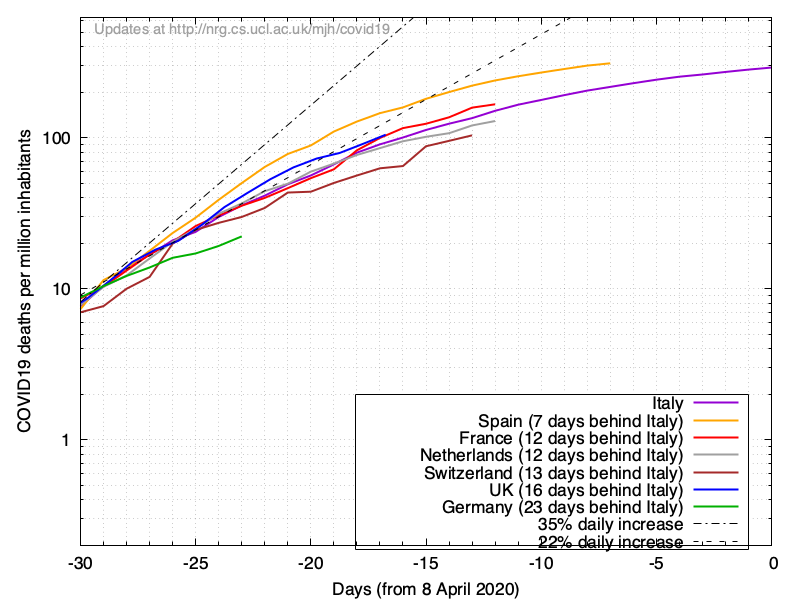 Updates at http://nrg.cs.ucl.ac.uk/mjh/covid19
COVID19 deaths per million inhabitants
100
10
1
Italy
Spain (7 days behind Italy)
France (12 days behind Italy)
Netherlands (12 days behind Italy)
Switzerland (13 days behind Italy)
UK (16 days behind Italy)
Germany (23 days behind Italy)
35% daily increase
22% daily increase
-30 -25 -20 -15 -10 -5 0
Days (from 8 April 2020)